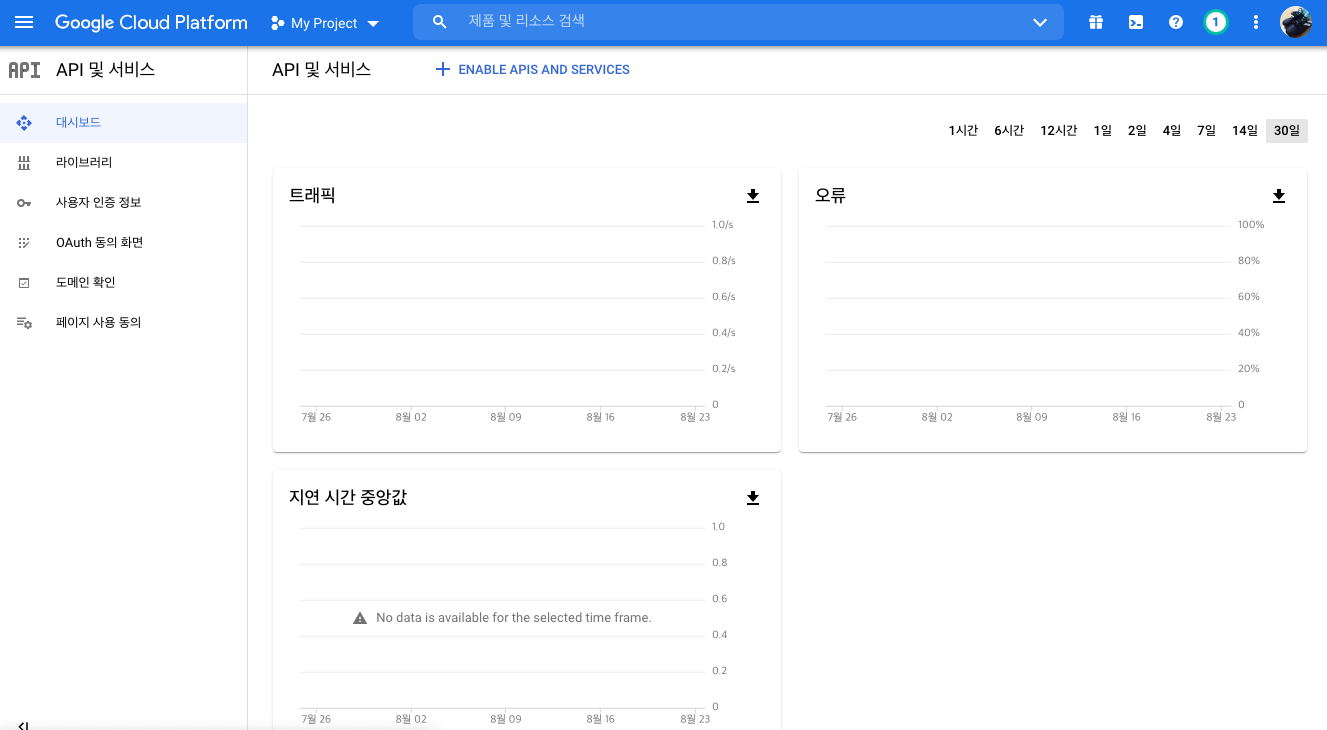 Google Cloud Platform My Project 제품 및 리소스 검색 1
API API 및 서비스
API 및 서비스 ENABLE APIS AND SERVICES
대시보드
라이브러리
사용자 인증 정보
OAuth 동의 화면
도메인 확인
페이지 사용 동의
1시간 6시간 12시간 1일 2일 4일 7일 14일 30일
트래픽
1.0/s
0.8/s
0.6/s
0.4/s
0.2/s
0
7월 26 8월 02 8월 09 8월 16 8월 23
오류
100%
80%
60%
40%
20%
0
7월 26 8월 02 8월 09 8월 16 8월 23
지연 시간 중앙값
1.0
0.8
0.6
No data is available for the selected time frame.
0.4
0.2
0
7월 26 8월 02 8월 09 8월 16 8월 23